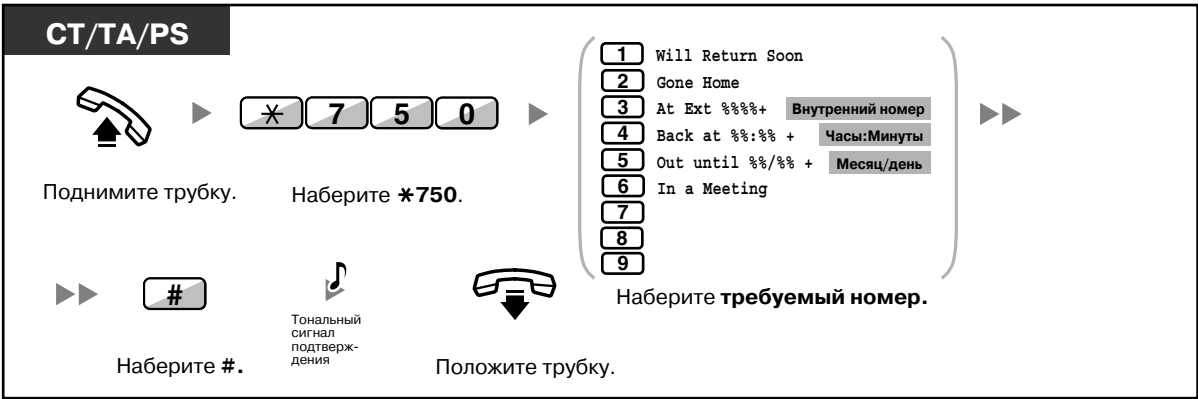 CT/TA/PS
* 7 5 0
1 Will Return Soon
2 Gone Home
3 At Ext %%%%+ Внутренний номер
4 Back at %%:%% + Часы:Минуты
5 Out until %%/%% + Месяц/день
6 In a Meeting
7
8
9
Поднимите трубку.
Наберите *750.
Наберите требуемый номер.
#
Тональный
сигнал
подтверж-
дения
Наберите #.
Положите трубку.